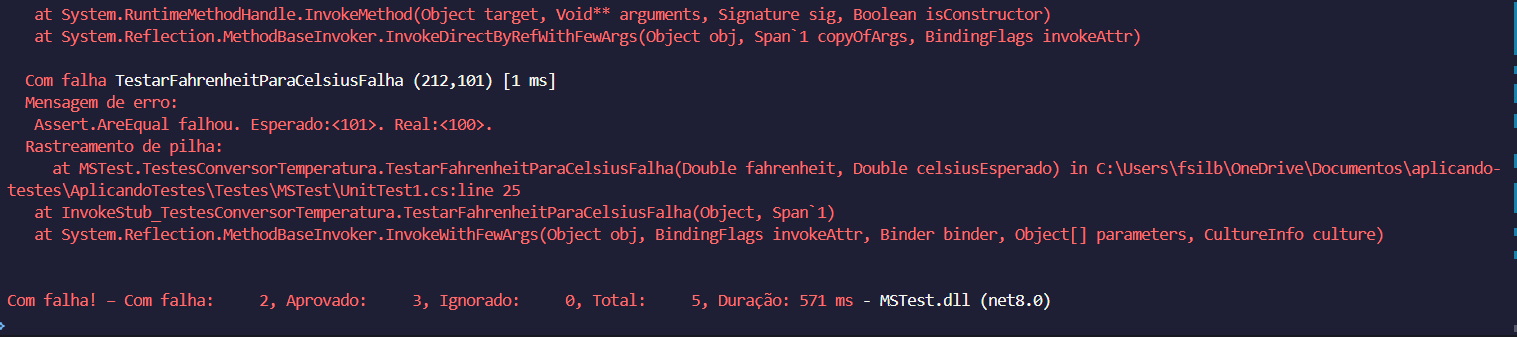 at System.RuntimeMethodHandle.InvokeMethod(Object target, Void** arguments, Signature sig, Boolean isConstructor)
at System.Reflection.MethodBaseInvoker.InvokeDirectByRefWithFewArgs(Object obj, Span`1 copyOfArgs, BindingFlags invokeAttr)
Com falha TestarFahrenheitParaCelsiusFalha (212,101) [1 ms]
Mensagem de erro:
Assert.AreEqual falhou. Esperado:<101>. Real:<100>.
Rastreamento de pilha:
at MSTest.TestesConversorTemperatura.TestarFahrenheitParaCelsiusFalha(Double fahrenheit, Double celsiusEsperado) in C:\Users\fsilb\OneDrive\Documentos\aplicando-
testes\AplicandoTestes\Testes\MSTest\UnitTest1.cs:line 25
at InvokeStub_TestesConversorTemperatura.TestarFahrenheitParaCelsiusFalha(Object, Span`1)
at System.Reflection.MethodBaseInvoker.InvokeWithFewArgs(Object obj, BindingFlags invokeAttr, Binder binder, Object[] parameters, CultureInfo culture)
Com falha! – Com falha:     2, Aprovado:     3, Ignorado:     0, Total:     5, Duração: 571 ms - MSTest.dll (net8.0)